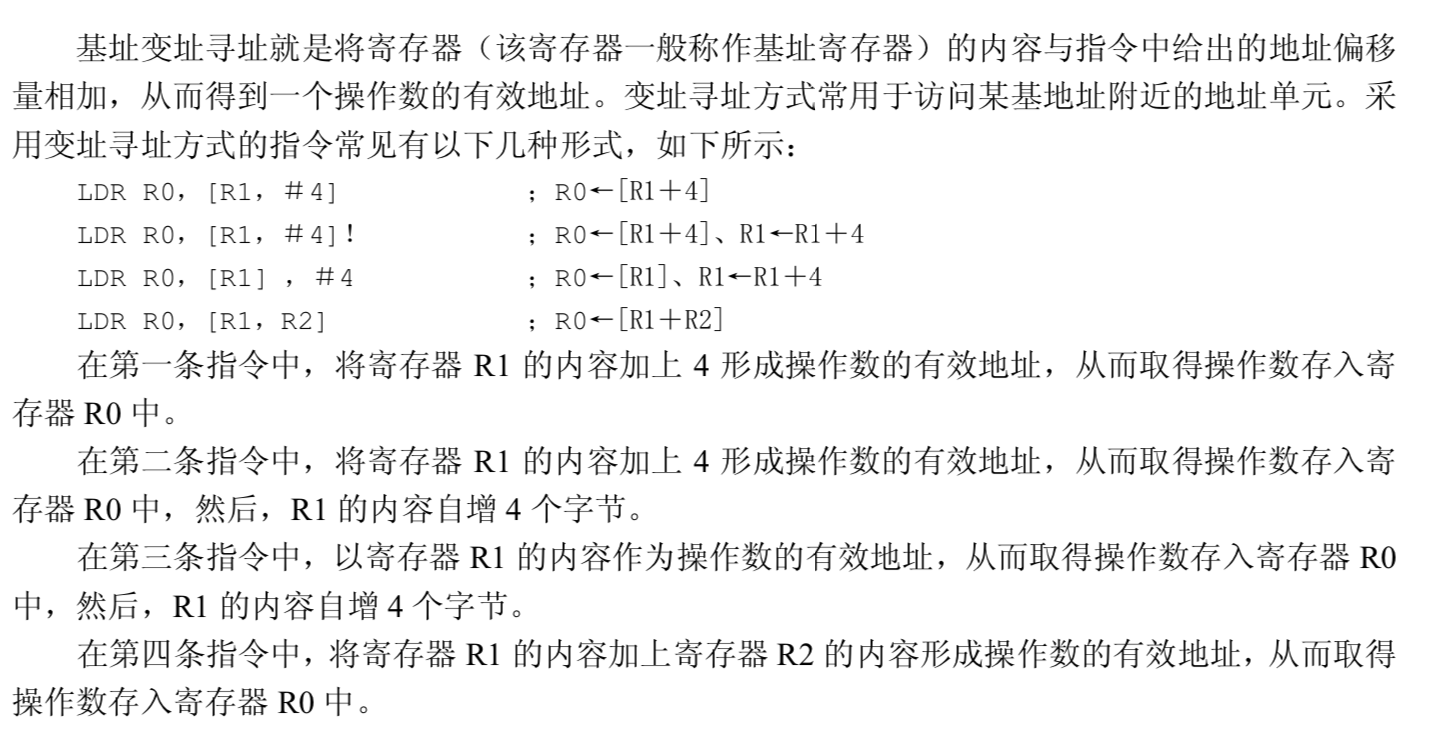 基址变址寻址就是将寄存器（该寄存器一般称作基址寄存器）的内容与指令中给出的地址偏移
量相加，从而得到一个操作数的有效地址。变址寻址方式常用于访问某基地址附近的地址单元。采
用变址寻址方式的指令常见有以下几种形式，如下所示：
LDR R0，[R1，＃4] ；R0←[R1＋4]
LDR R0，[R1，＃4]！ ；R0←[R1＋4]、R1←R1＋4
LDR R0，[R1] ，＃4 ；R0←[R1]、R1←R1＋4
LDR R0，[R1，R2] ；R0←[R1＋R2]
在第一条指令中，将寄存器 R1 的内容加上 4 形成操作数的有效地址，从而取得操作数存入寄
存器 R0 中。
在第二条指令中，将寄存器 R1 的内容加上 4 形成操作数的有效地址，从而取得操作数存入寄
存器 R0 中，然后，R1 的内容自增 4 个字节。
在第三条指令中，以寄存器 R1 的内容作为操作数的有效地址，从而取得操作数存入寄存器 R0
中，然后，R1 的内容自增 4 个字节。
在第四条指令中，将寄存器 R1 的内容加上寄存器 R2 的内容形成操作数的有效地址，从而取得
操作数存入寄存器 R0 中。